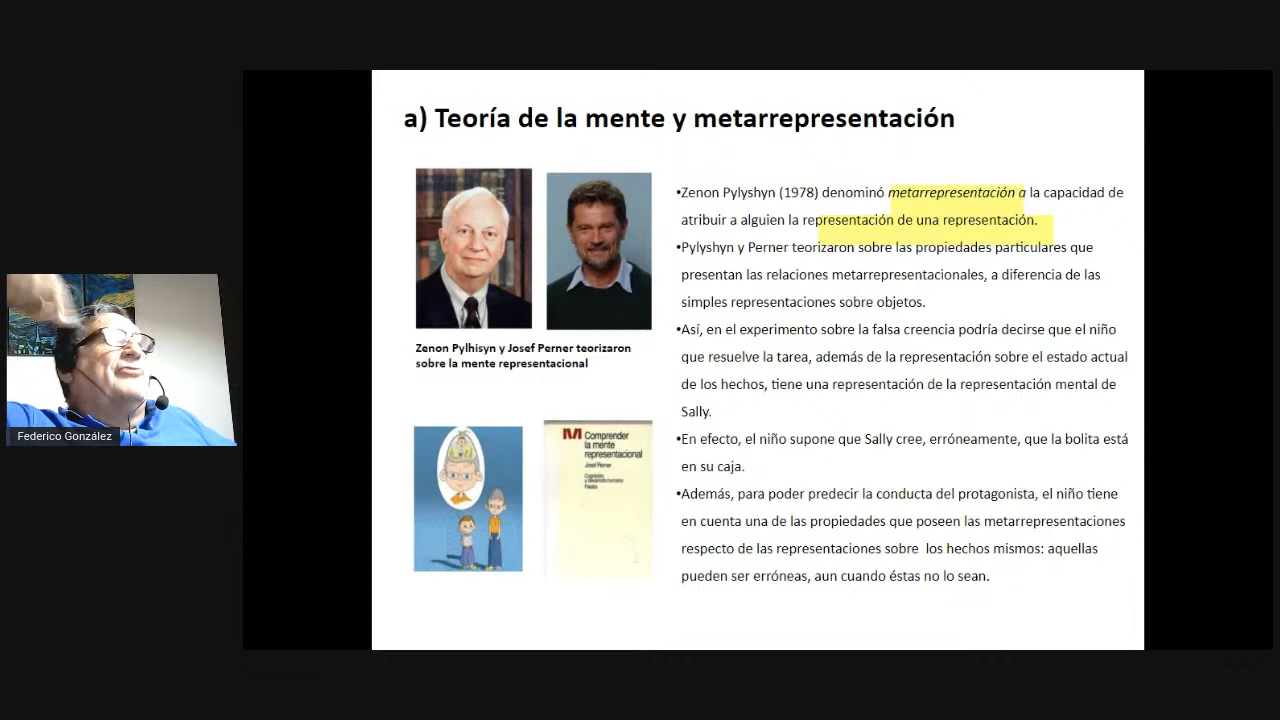 a) Teoría de la mente y metarrepresentación
Zenon Pylhisyn y Josef Perner teorizaron
sobre la mente representacional
Comprender
la mente
representacional
Josef Perner
•Zenon Pylyshyn (1978) denominó metarrepresentación a la capacidad de
atribuir a alguien la representación de una representación.
•Pylyshyn y Perner teorizaron sobre las propiedades particulares que
presentan las relaciones metarrepresentacionales, a diferencia de las
simples representaciones sobre objetos.
•Así, en el experimento sobre la falsa creencia podría decirse que el niño
que resuelve la tarea, además de la representación sobre el estado actual
de los hechos, tiene una representación de la representación mental de
Sally.
•En efecto, el niño supone que Sally cree, erróneamente, que la bolita está
en su caja.
•Además, para poder predecir la conducta del protagonista, el niño tiene
en cuenta una de las propiedades que poseen las metarrepresentaciones
respecto de las representaciones sobre los hechos mismos: aquellas
pueden ser erróneas, aun cuando éstas no lo sean.
Federico González